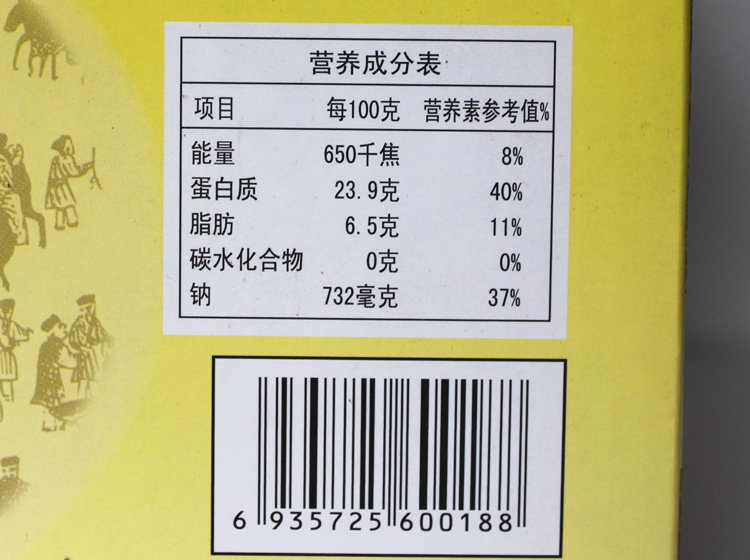 营养成分表
项目 每100克 营养素参考值%
能量 650千焦 8%
蛋白质 23.9克 40%
脂肪 6.5克 11%
碳水化合物 0克 0%
钠 732毫克 37%
6 935725 600188